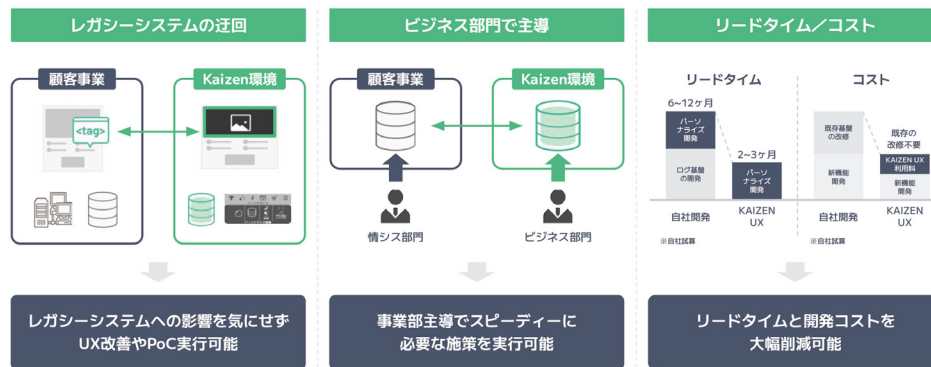 レガシーシステムの迂回
顧客事業
Kaizen環境
<tag>
レガシーシステムへの影響を気にせず
UX改善やPoC実行可能
ビジネス部門で主導
顧客事業
Kaizen環境
情シス部門
ビジネス部門
事業部主導でスピーディーに
必要な施策を実行可能
リードタイム／コスト
リードタイム
6~12ヶ月
パーソ
ナライズ
開発
ログ基盤
の開発
2~3ヶ月
パーソ
ナライズ
開発
自社開発
KAIZEN
UX
※自社試算
コスト
既存基盤
の改修
新機能
開発
既存の
改修不要
KAIZEN UX
利用料
新機能
開発
自社開発
KAIZEN
UX
※自社試算
リードタイムと開発コストを
大幅削減可能